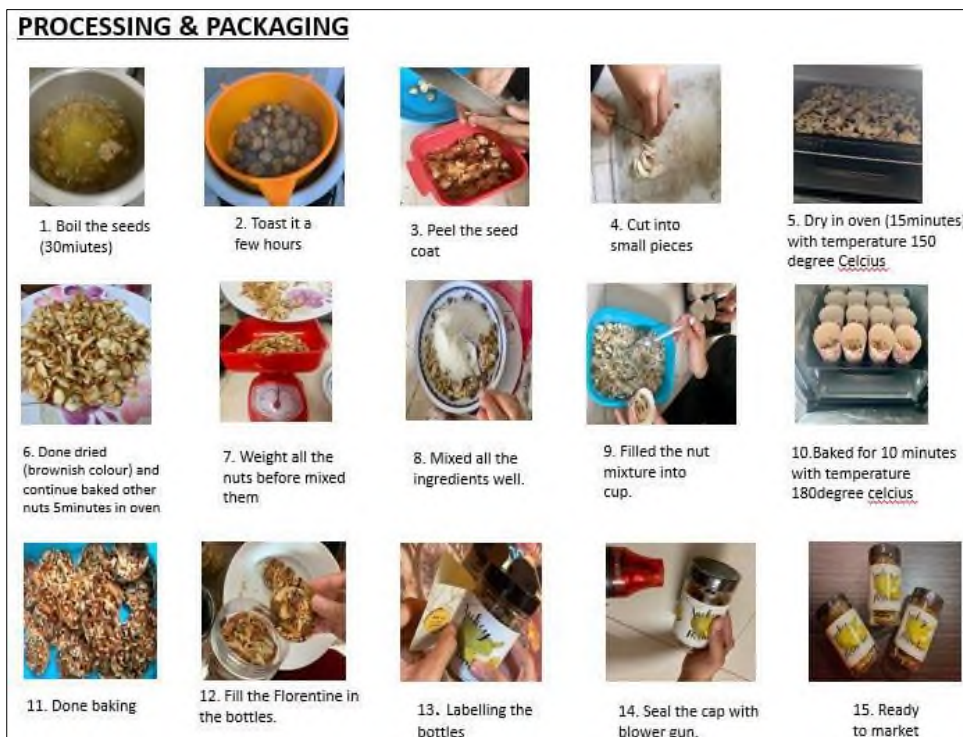 PROCESSING & PACKAGING
1. Boil the seeds
(30miutes)
2. Toast it a
few hours
3. Peel the seed
coat
4. Cut into
small pieces
5. Dry in oven (15minutes)
with temperature 150
degree Celcius
6. Done dried
(brownish colour) and
continue baked other
nuts 5minutes in oven
7. Weight all the
nuts before mixed
them
8. Mixed all the
ingredients well.
9. Filled the nut
mixture into
cup.
10.Baked for 10 minutes
with temperature
180degree celcius
11. Done baking
12. Fill the Florentine in
the bottles.
13. Labelling the
bottles
14. Seal the cap with
blower gun.
15. Ready
to market